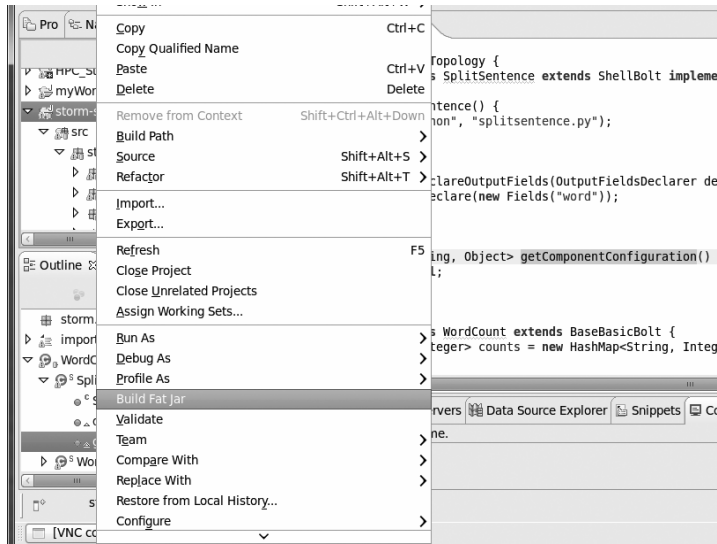 Pro
Copy Ctrl+C
Topology {
Copy Qualified Name
SplitSentence extends ShellBolt impleme
Paste Ctrl+V
myWor
Delete Delete
ntence() {
storm-s
Remove from Context Shift+Ctrl+Alt+Down
hon", "splitsentence.py");
src
Build Path
st
Source Shift+Alt+S
Refactor Shift+Alt+T
clareOutputFields(OutputFieldsDeclarer de
eclare(new Fields("word"));
Import...
Export...
Refresh F5
ing, Object> getComponentConfiguration()
Outline
Close Project
l;
Close Unrelated Projects
Assign Working Sets...
storm.
s WordCount extends BaseBasicBolt {
import
Run As
teger> counts = new HashMap<String, Integ
WordC
Debug As
Spli
Profile As
Build Fat Jar
rvers Data Source Explorer Snippets Co
Validate
Team
ne.
Wor
Compare With
Replace With
Restore from Local History...
Configure
[VNC co